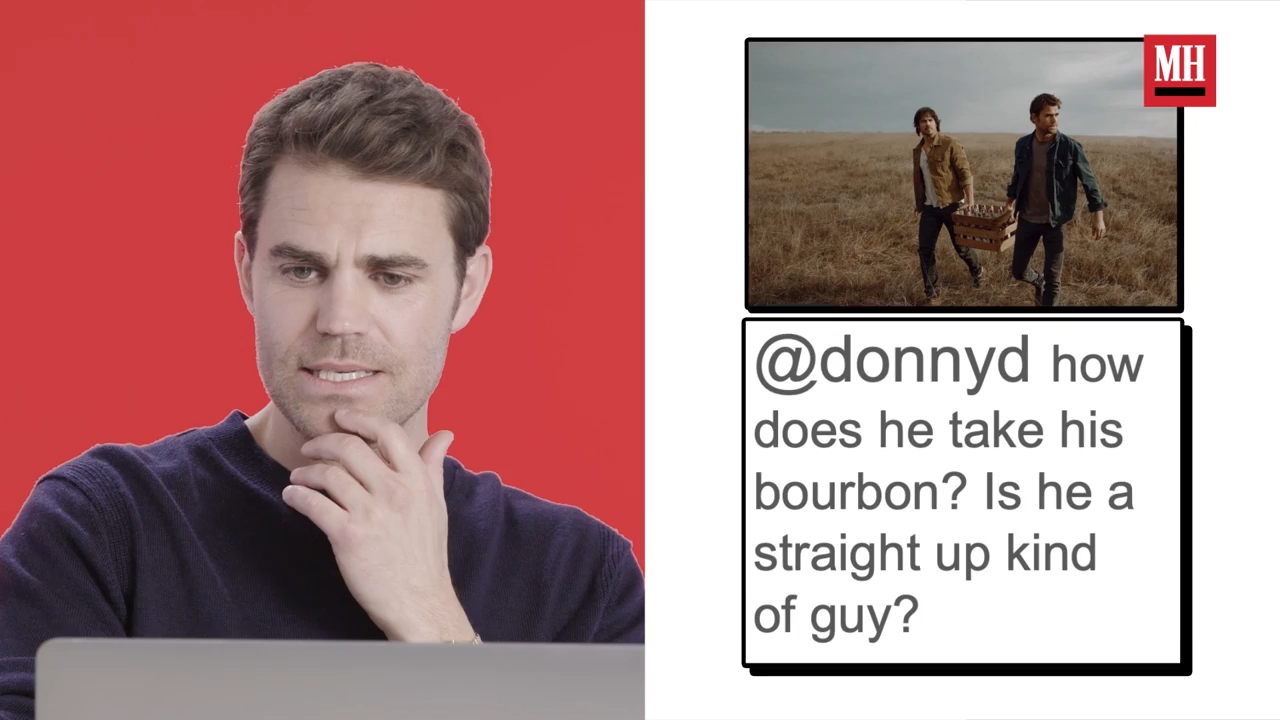 MH
@donnyd how
does he take his
bourbon? Is he a
straight up kind
of guy?